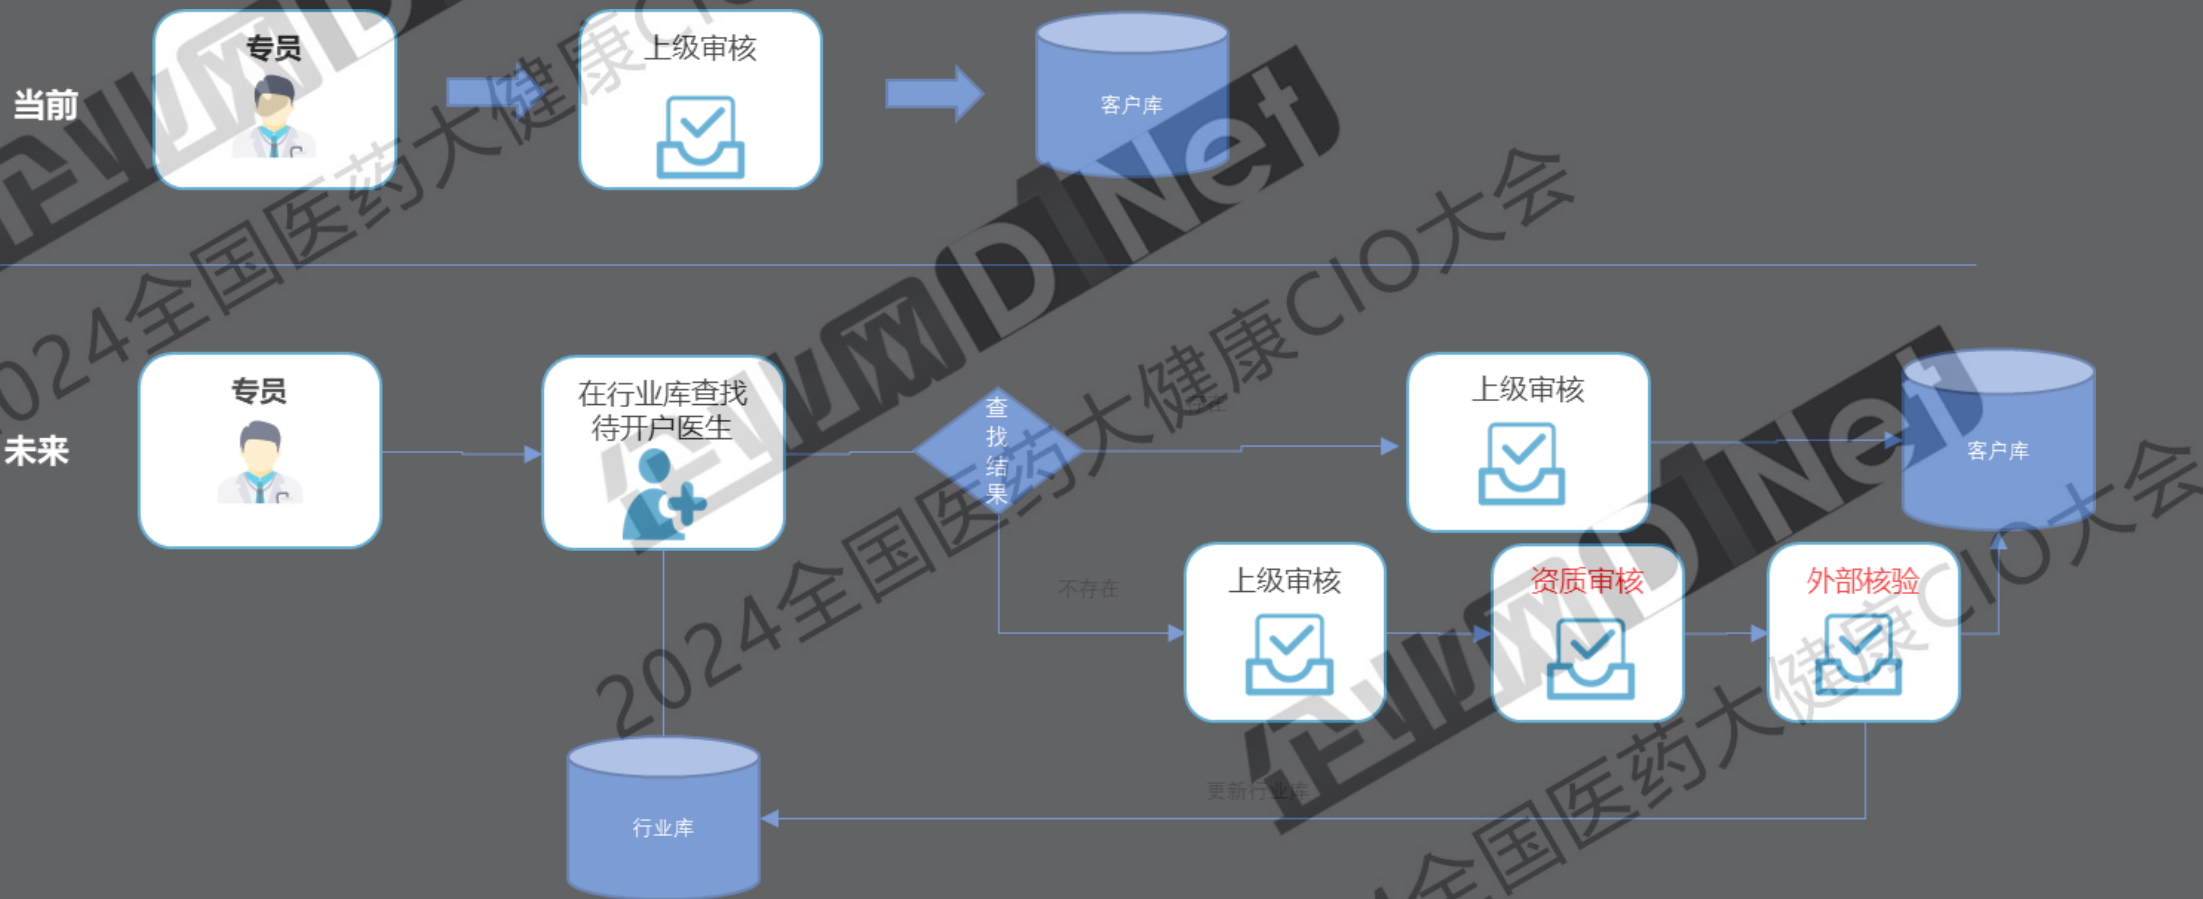 专员
上级审核
当前
客户库
企业网D1Net
2024全国医药大健康CIO大会
未来
专员
在行业库查找
待开户医生
查
找
结
果
存在
上级审核
客户库
不存在
上级审核
资质审核
外部核验
更新行业库
行业库
企业网D1Net
2024全国医药大健康CIO大会